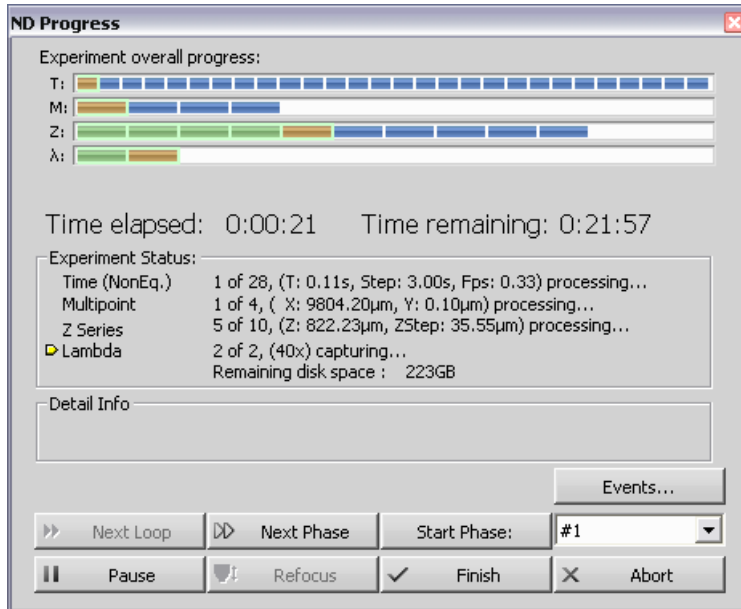 ND Progress
Experiment overall progress:
T:
M:
Z:
λ:
Time elapsed: 0:00:21 Time remaining: 0:21:57
Experiment Status:
Time (NonEq.) 1 of 28, (T: 0.11s, Step: 3.00s, Fps: 0.33) processing...
Multipoint 1 of 4, ( X: 9804.20μm, Y: 0.10μm) processing...
Z Series 5 of 10, (Z: 822.23μm, ZStep: 35.55μm) processing...
Lambda 2 of 2, (40x) capturing...
Remaining disk space : 223GB
Detail Info
Events...
Next Loop Next Phase Start Phase: #1
Pause Refocus Finish Abort